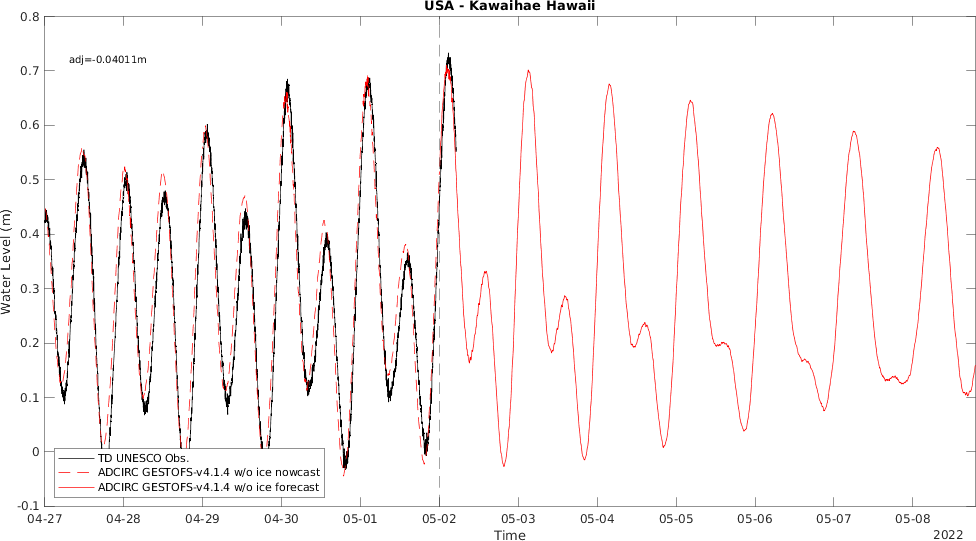 USA - Kawaihae Hawaii
adj=-0.04011m
Water Level (m)
0.8
0.7
0.6
0.5
0.4
0.3
0.2
0.1
0
-0.1
TD UNESCO Obs.
ADCIRC GESTOFS-v4.1.4 w/o ice nowcast
ADCIRC GESTOFS-v4.1.4 w/o ice forecast
04-27 04-28 04-29 04-30 05-01 05-02 05-03 05-04 05-05 05-06 05-07 05-08
Time
2022